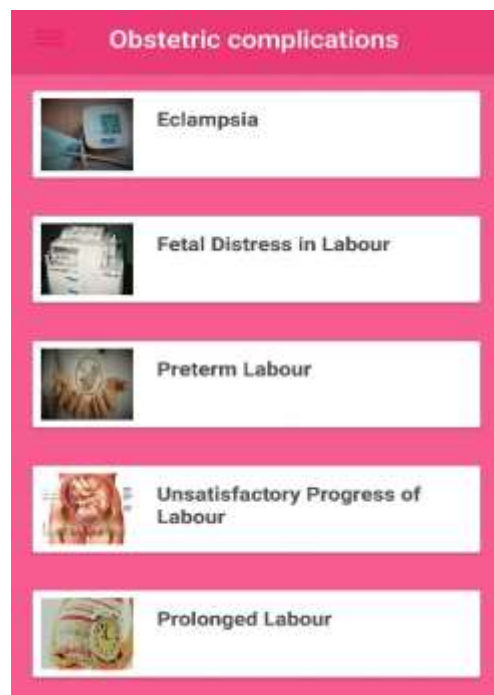 Obstetric complications
Eclampsia
Fetal Distress in Labour
Preterm Labour
Unsatisfactory Progress of
Labour
Prolonged Labour